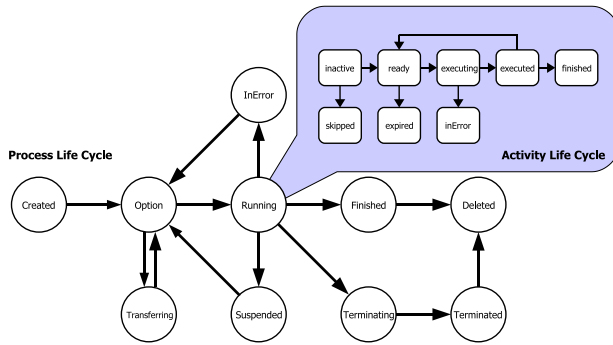 inactive
ready
executing
executed
finished
skipped
expired
inError
Activity Life Cycle
Process Life Cycle
InError
Created
Option
Running
Finished
Deleted
Transferring
Suspended
Terminating
Terminated